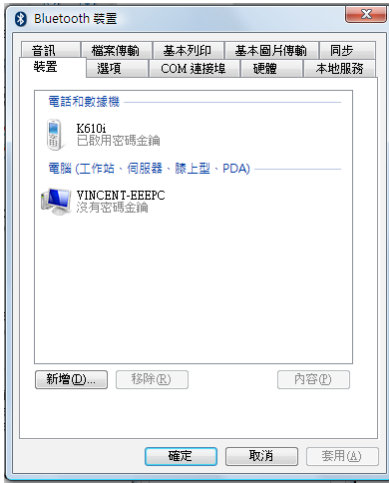 Bluetooth 裝置
音訊 檔案傳輸 基本列印 基本圖片傳輸 同步
裝置 選項 COM 連接埠 硬體 本地服務
電話和數據機
K610i
已啟用密碼金鑰
電腦 (工作站、伺服器、膝上型、PDA)
VINCENT-EEEPC
沒有密碼金鑰
新增(D)... 移除(R) 內容(P)
確定 取消 套用(A)